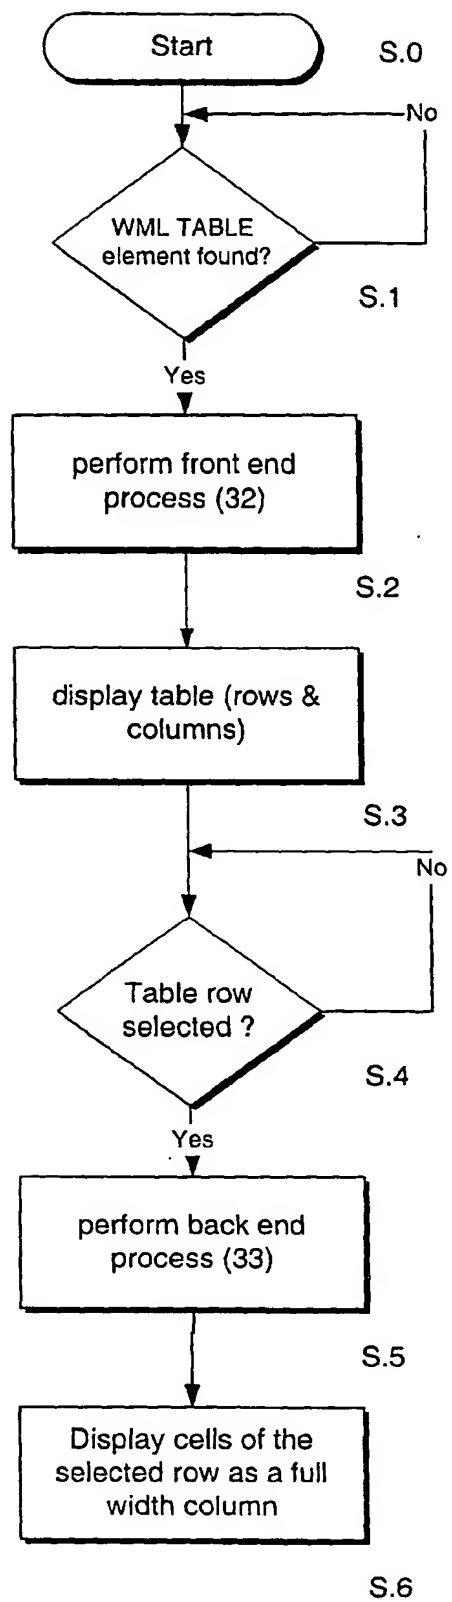 Start
S.0
No
WML TABLE
element found?
S.1
Yes
perform front end
process (32)
S.2
display table (rows &
columns)
S.3
No
Table row
selected ?
S.4
Yes
perform back end
process (33)
S.5
Display cells of the
selected row as a full
width column
S.6